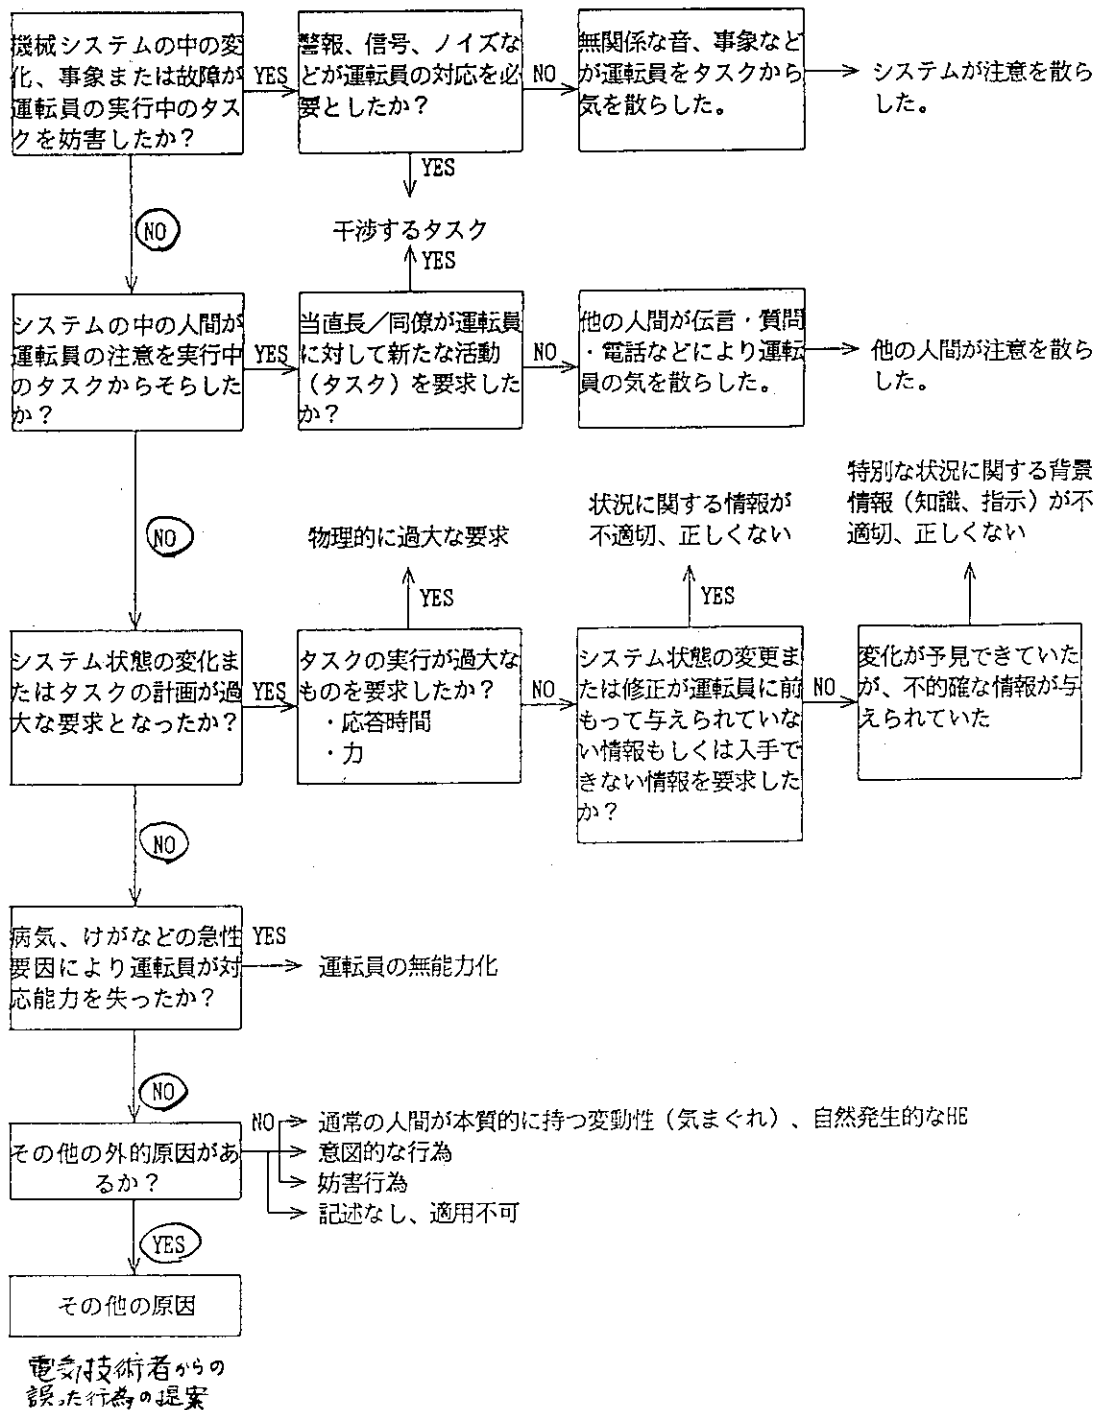 機械システムの中の変
化、事象または故障が
運転員の実行中のタス
クを妨害したか？
YES
警報、信号、ノイズな
どが運転員の対応を必
要としたか？
NO
無関係な音、事象など
が運転員をタスクから
気を散らした。
システムが注意を散ら
した。
YES
NO
干渉するタスク
YES
システムの中の人間が
運転員の注意を実行中
のタスクからそらした
か？
YES
当直長／同僚が運転員
に対して新たな活動
（タスク）を要求した
か？
NO
他の人間が伝言・質問
・電話などにより運転
員の気を散らした。
他の人間が注意を散ら
した。
NO
物理的に過大な要求
状況に関する情報が
不適切、正しくない
特別な状況に関する背景
情報（知識、指示）が不
適切、正しくない
YES
YES
システム状態の変化ま
たはタスクの計画が過
大な要求となったか？
YES
タスクの実行が過大な
ものを要求したか？
・応答時間
・力
NO
システム状態の変更ま
たは修正が運転員に前
もって与えられていな
い情報もしくは入手で
きない情報を要求した
か？
NO
変化が予見できていた
が、不的確な情報が与
えられていた
NO
病気、けがなどの急性
要因により運転員が対
応能力を失ったか？
YES
運転員の無能力化
NO
その他の外的原因があ
るか？
NO
通常の人間が本質的に持つ変動性（気まぐれ）、自然発生的なHE
意図的な行為
妨害行為
記述なし、適用不可
YES
その他の原因
電気技術者からの
誤った行為の提案